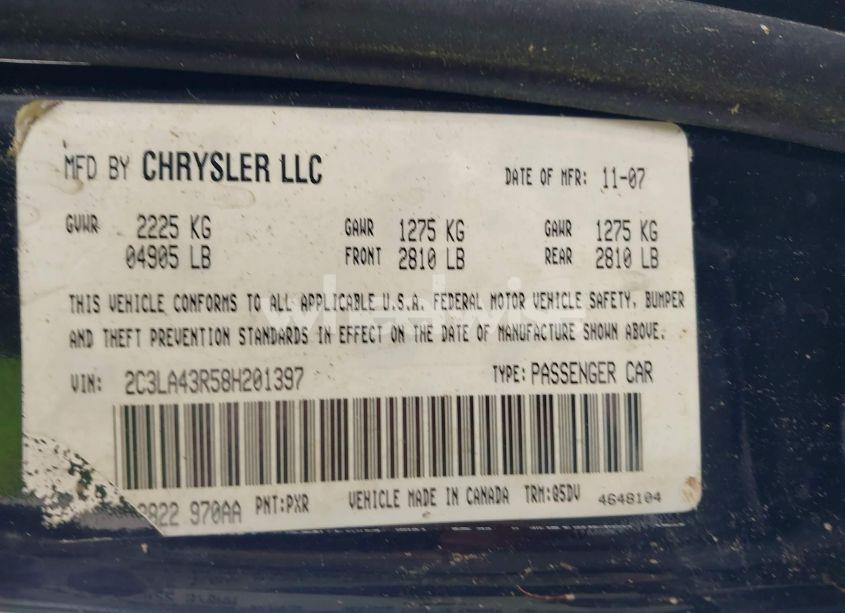 MFD BY CHRYSLER LLC DATE OF MFR: 11-07
GVWR 2225 KG GAWR 1275 KG GAWR 1275 KG
04905 LB FRONT 2810 LB REAR 2810 LB
THIS VEHICLE CONFORMS TO ALL APPLICABLE U.S.A. FEDERAL MOTOR VEHICLE SAFETY, BUMPER
AND THEFT PREVENTION STANDARDS IN EFFECT ON THE DATE OF MANUFACTURE SHOWN ABOVE.
VIN: 2C3LA43R58H201397 TYPE: PASSENGER CAR
970AA PNT:PXR VEHICLE MADE IN CANADA TRM:Q5DV 4648104